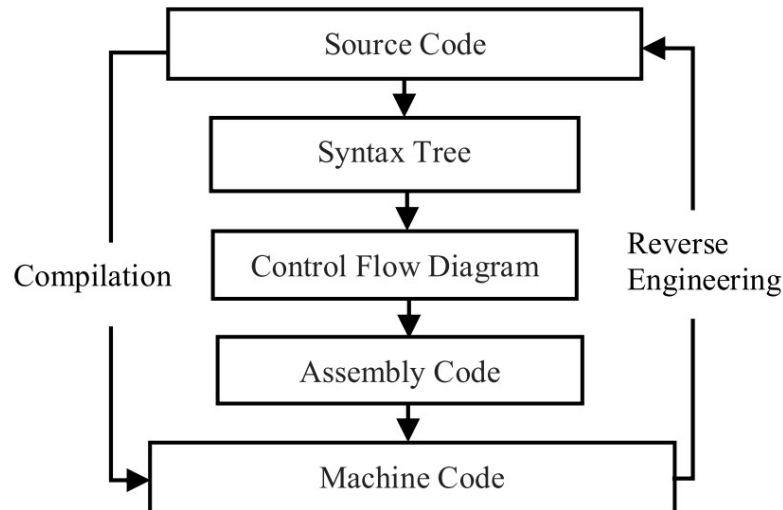 Source Code
Syntax Tree
Control Flow Diagram
Compilation
Reverse
Engineering
Assembly Code
Machine Code